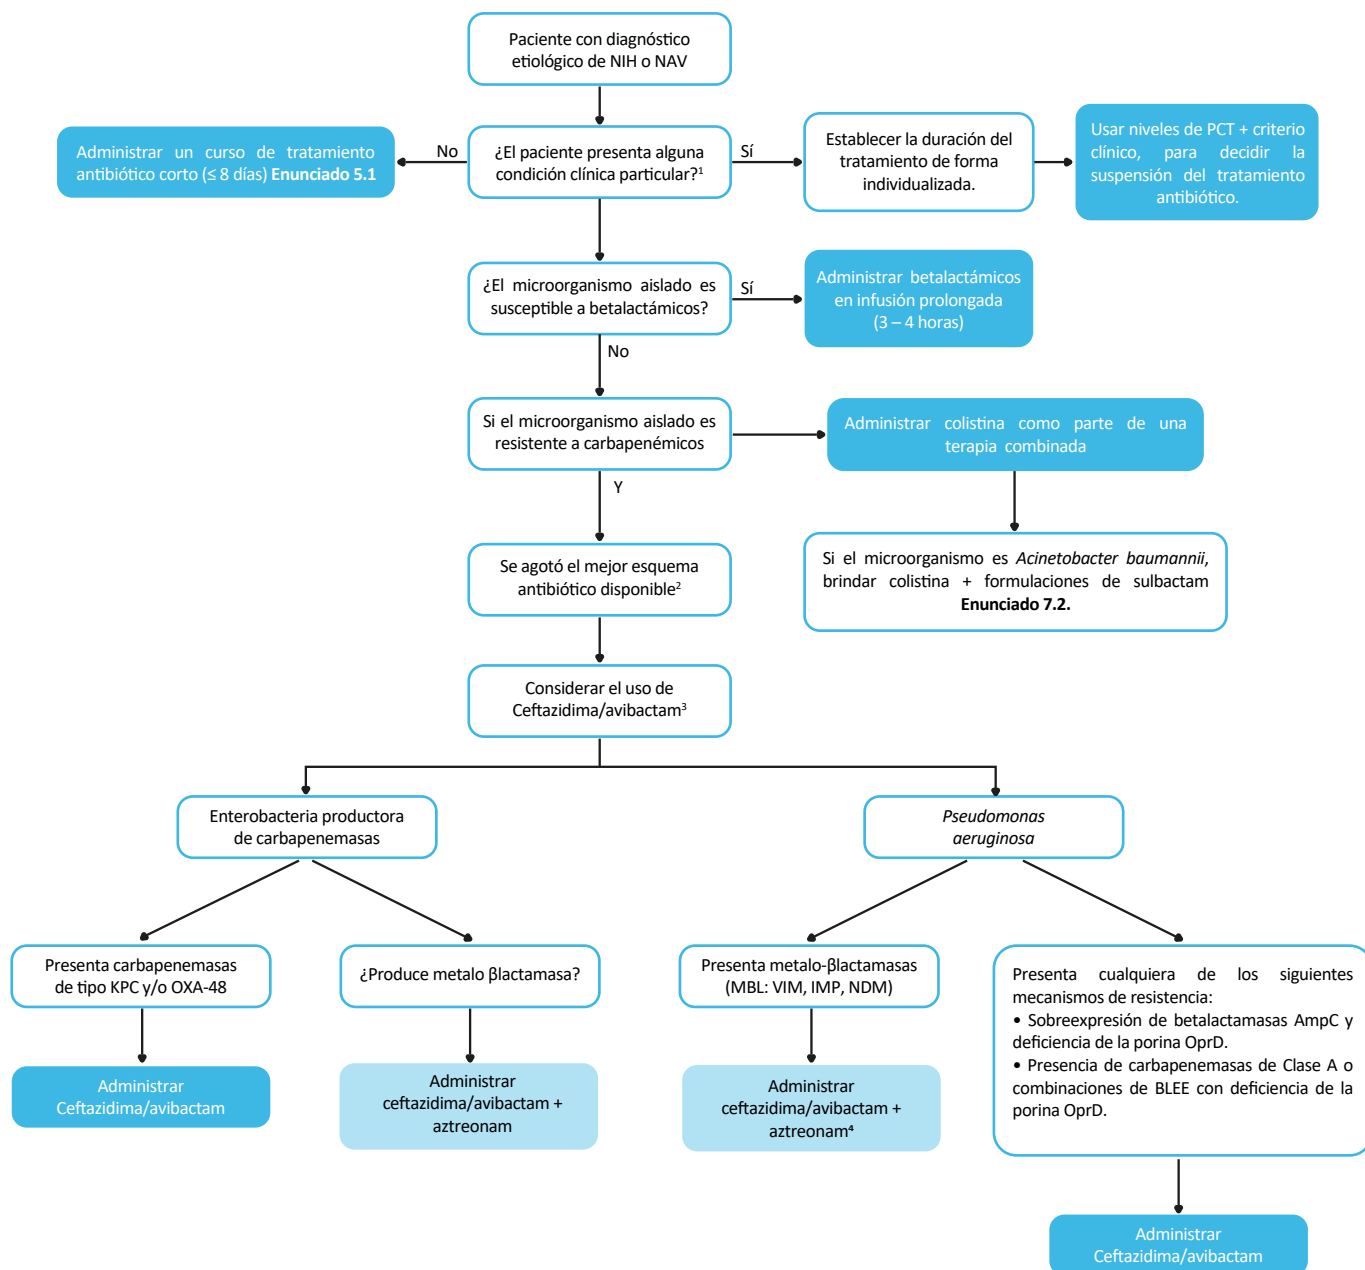 Paciente con diagnóstico
etiológico de NIH o NAV
Administrar un curso de tratamiento
antibiótico corto (≤ 8 días) Enunciado 5.1
No
¿El paciente presenta alguna
condición clínica particular?¹
Sí
Establecer la duración del
tratamiento de forma
individualizada.
Usar niveles de PCT + criterio
clínico, para decidir la
suspensión del tratamiento
antibiótico.
¿El microorganismo aislado es
susceptible a betalactámicos?
Sí
Administrar betalactámicos
en infusión prolongada
(3 – 4 horas)
No
Si el microorganismo aislado es
resistente a carbapenémicos
Administrar colistina como parte de una
terapia combinada
Y
Se agotó el mejor esquema
antibiótico disponible²
Si el microorganismo es Acinetobacter baumannii,
brindar colistina + formulaciones de sulbactam
Enunciado 7.2.
Considerar el uso de
Ceftazidima/avibactam³
Enterobacteria productora
de carbapenemasas
Pseudomonas
aeruginosa
Presenta carbapenemasas
de tipo KPC y/o OXA-48
¿Produce metalo βlactamasa?
Presenta metalo-βlactamasas
(MBL: VIM, IMP, NDM)
Presenta cualquiera de los siguientes
mecanismos de resistencia:
• Sobreexpresión de betalactamasas AmpC y
deficiencia de la porina OprD.
• Presencia de carbapenemasas de Clase A o
combinaciones de BLEE con deficiencia de la
porina OprD.
Administrar
Ceftazidima/avibactam
Administrar
ceftazidima/avibactam +
aztreonam
Administrar
ceftazidima/avibactam +
aztreonam⁴
Administrar
Ceftazidima/avibactam